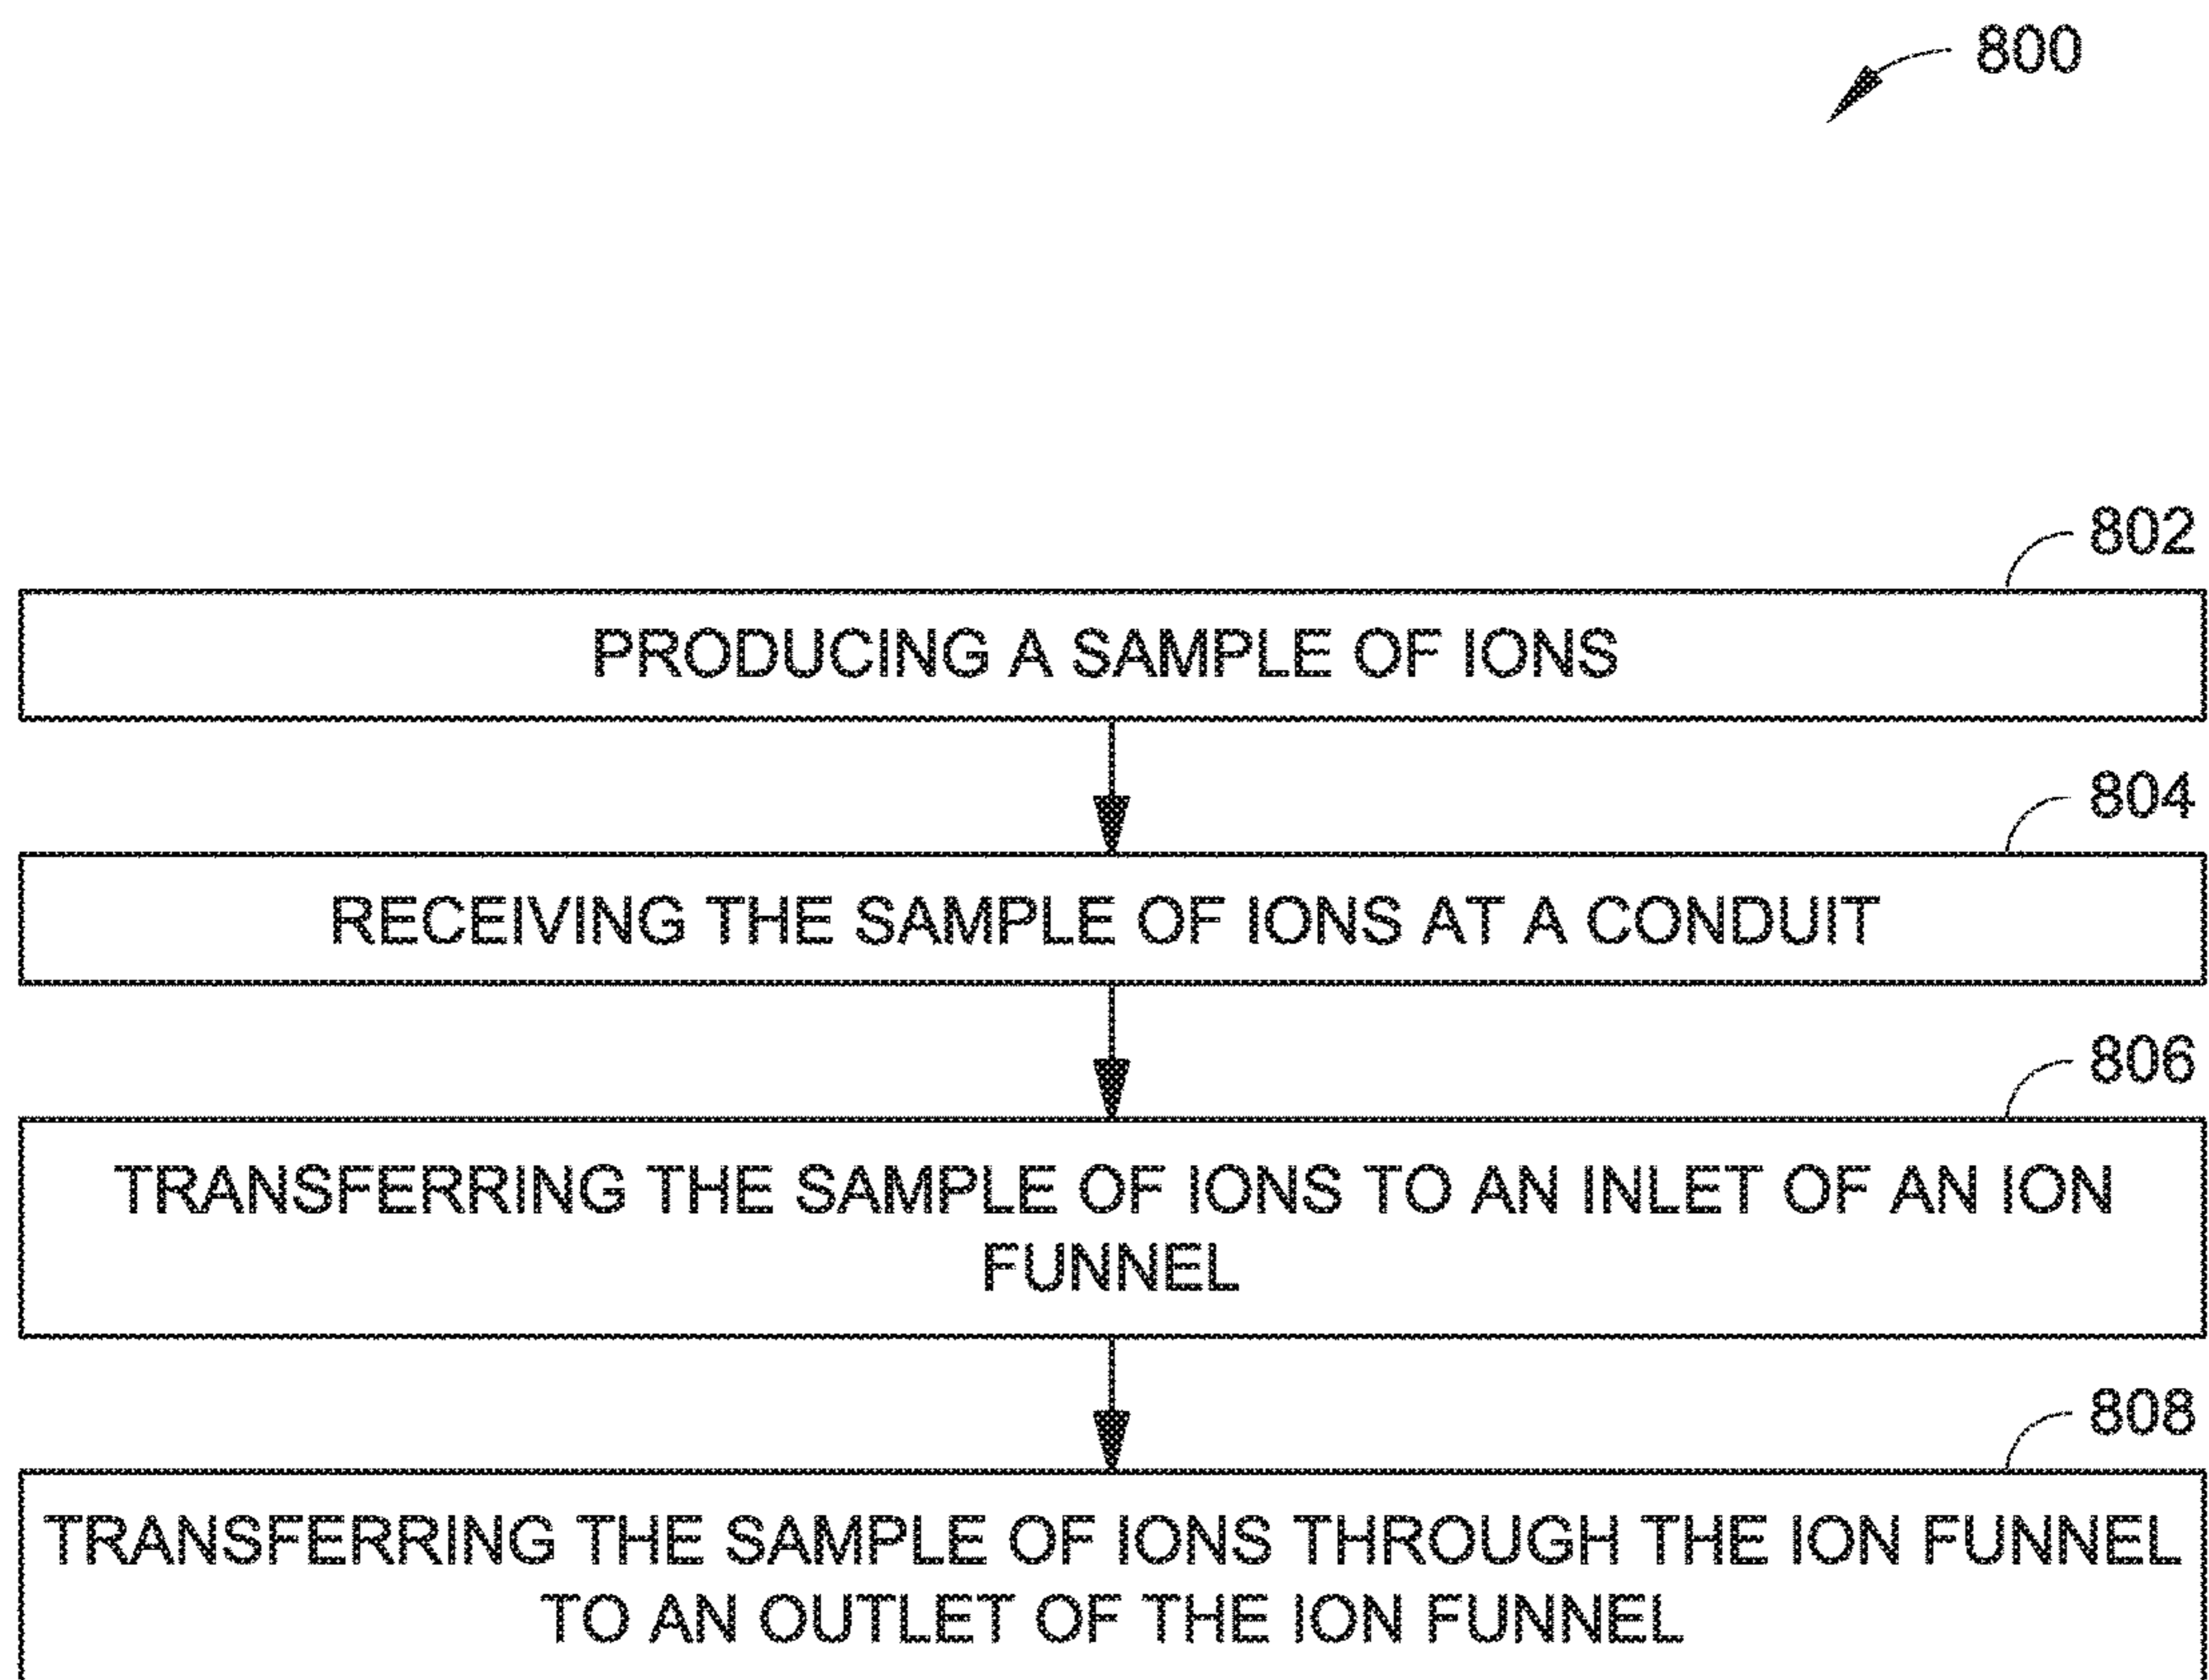 800
802
PRODUCING A SAMPLE OF IONS
804
RECEIVING THE SAMPLE OF IONS AT A CONDUIT
806
TRANSFERRING THE SAMPLE OF IONS TO AN INLET OF AN ION
FUNNEL
808
TRANSFERRING THE SAMPLE OF IONS THROUGH THE ION FUNNEL
TO AN OUTLET OF THE ION FUNNEL